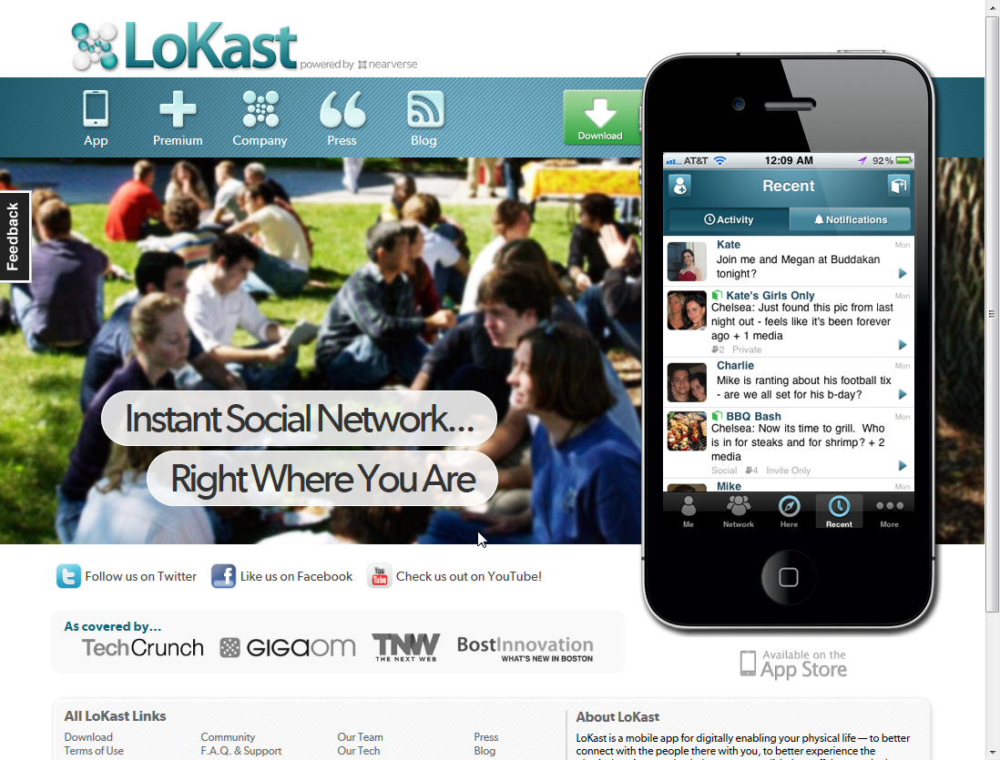 LoKast powered by nearverse
App
Premium
Company
Press
Blog
Download
Feedback
Instant Social Network...
Right Where You Are
AT&T 12:09 AM 92%
Recent
Activity
Notifications
Kate Mon
Join me and Megan at Buddakan
tonight?
Kate's Girls Only Mon
Chelsea: Just found this pic from last
night out - feels like it's been forever
ago + 1 media
2 Private
Charlie Mon
Mike is ranting about his football tix
- are we all set for his b-day?
BBQ Bash Mon
Chelsea: Now its time to grill. Who
is in for steaks and for shrimp? + 2
media
Social 4 Invite Only
Mike Mon
Me
Network
Here
Recent
More
Follow us on Twitter
Like us on Facebook
You
Tube
Check us out on YouTube!
As covered by...
TechCrunch
GIGAOM
TNW
THE NEXT WEB
BostInnovation
WHAT'S NEW IN BOSTON
Available on the
App Store
All LoKast Links
Download
Community
Our Team
Press
Terms of Use
F.A.Q. & Support
Our Tech
Blog
About LoKast
LoKast is a mobile app for digitally enabling your physical life — to better
connect with the people there with you, to better experience the